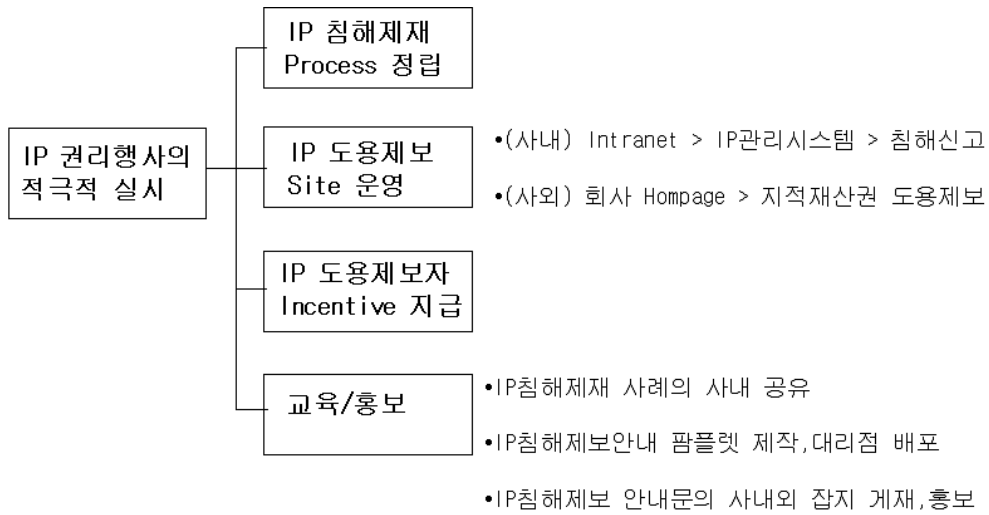 IP 침해제재
Process 정립
IP 권리행사의
적극적 실시
IP 도용제보
Site 운영
•(사내) Intranet > IP관리시스템 > 침해신고
•(사외) 회사 Hompage > 지적재산권 도용제보
IP 도용제보자
Incentive 지급
교육/홍보
•IP침해제재 사례의 사내 공유
•IP침해제보안내 팜플렛 제작,대리점 배포
•IP침해제보 안내문의 사내외 잡지 게재,홍보